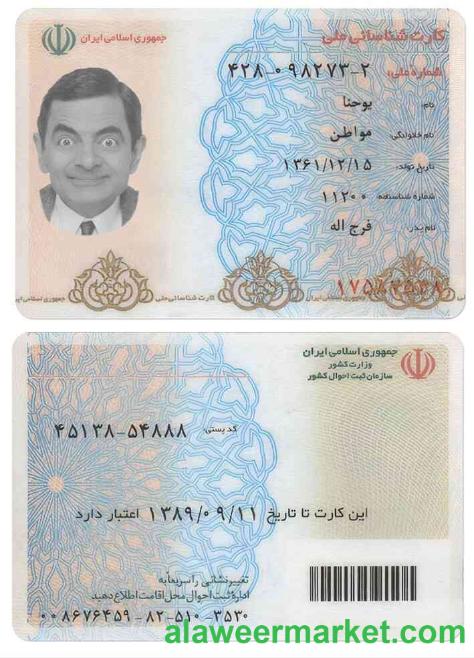 جمهوری اسلامی ایران
کارت شناسائی ملی
شماره ملی: ۴۲۸-۰۹۸۲۷۳-۲
نام: یوحنا
نام خانوادگی: مواطن
تاریخ تولد: ۱۳۶۱/۱۲/۱۵
شماره شناسنامه ۱۱۲۰۰
نام پدر: فرج اله
جمهوری اسلامی ایران
کارت شناسائی ملی
جمهوری اسلامی ایران
جمهوری اسلامی ایران
وزارت کشور
سازمان ثبت احوال کشور
کد پستی: ۴۵۱۳۸-۵۴۸۸۸
این کارت تا تاریخ ۱۳۸۹/۰۹/۱۱ اعتبار دارد
تغییر نشانی را سریعاً به
اداره ثبت احوال محل اقامت اطلاع دهید
۰۰۸۶۷۶۴۵۹-۸۲-۵۱۰-۳۵۳۰
alaweermarket.com